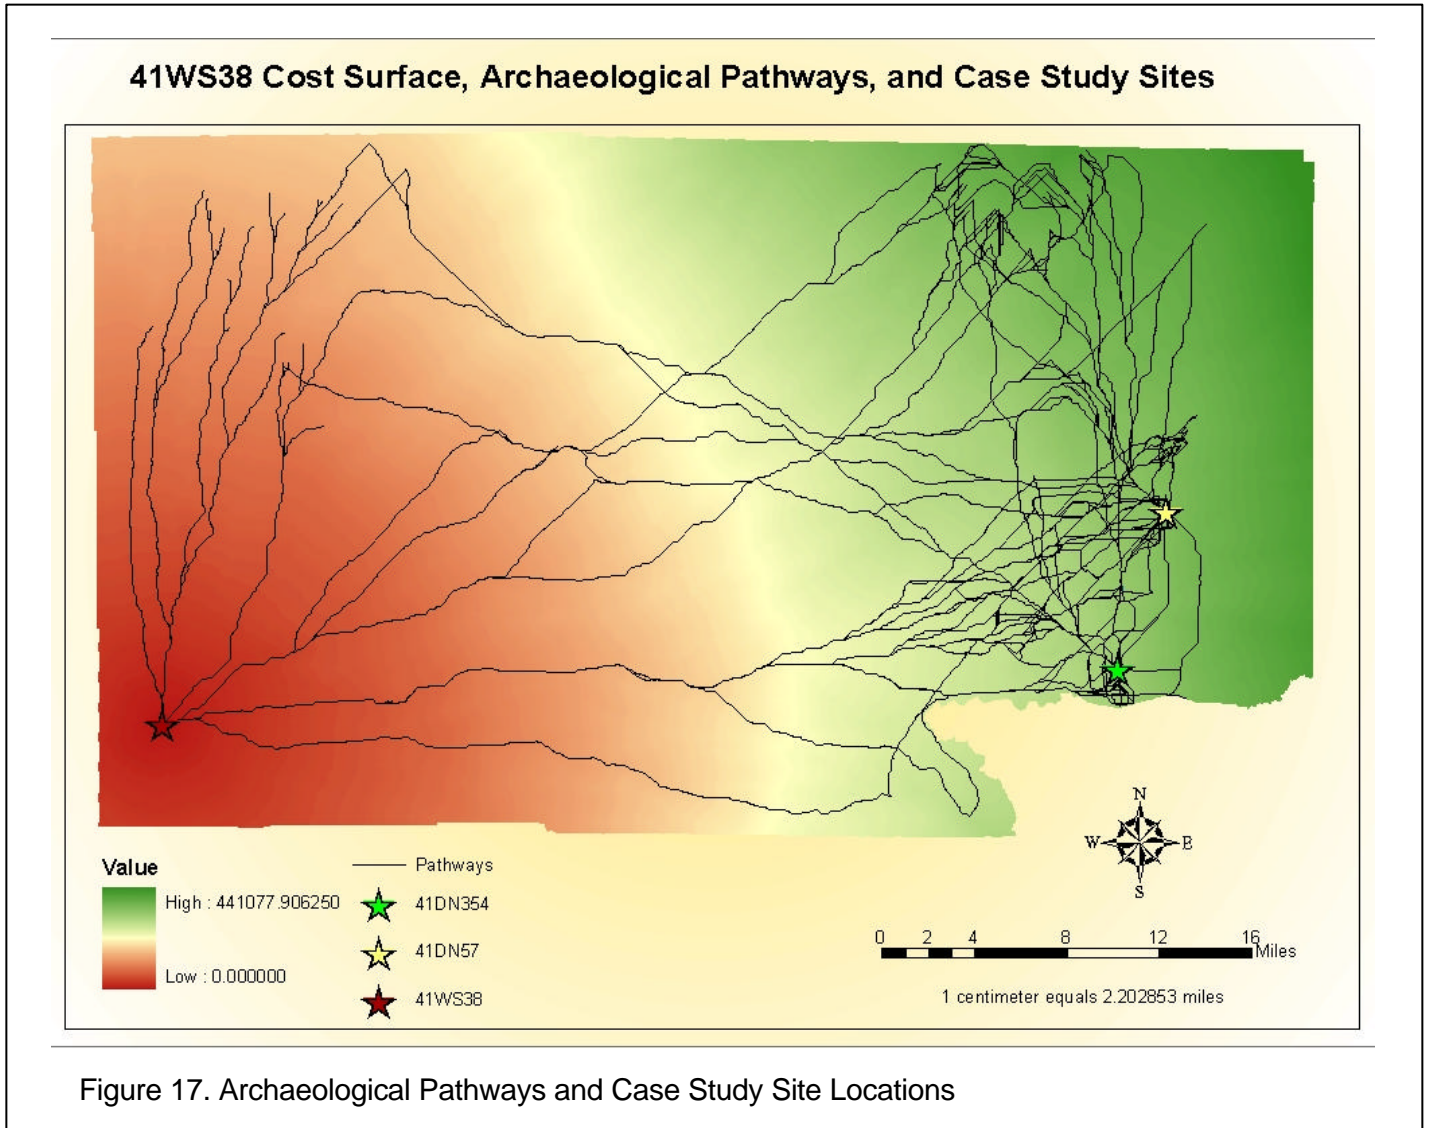 41WS38 Cost Surface, Archaeological Pathways, and Case Study Sites
N
W E
S
Value
High : 441077.906250
Low : 0.000000
Pathways
41DN354
41DN57
41WS38
0 2 4 8 12 16
Miles
1 centimeter equals 2.202853 miles
Figure 17. Archaeological Pathways and Case Study Site Locations